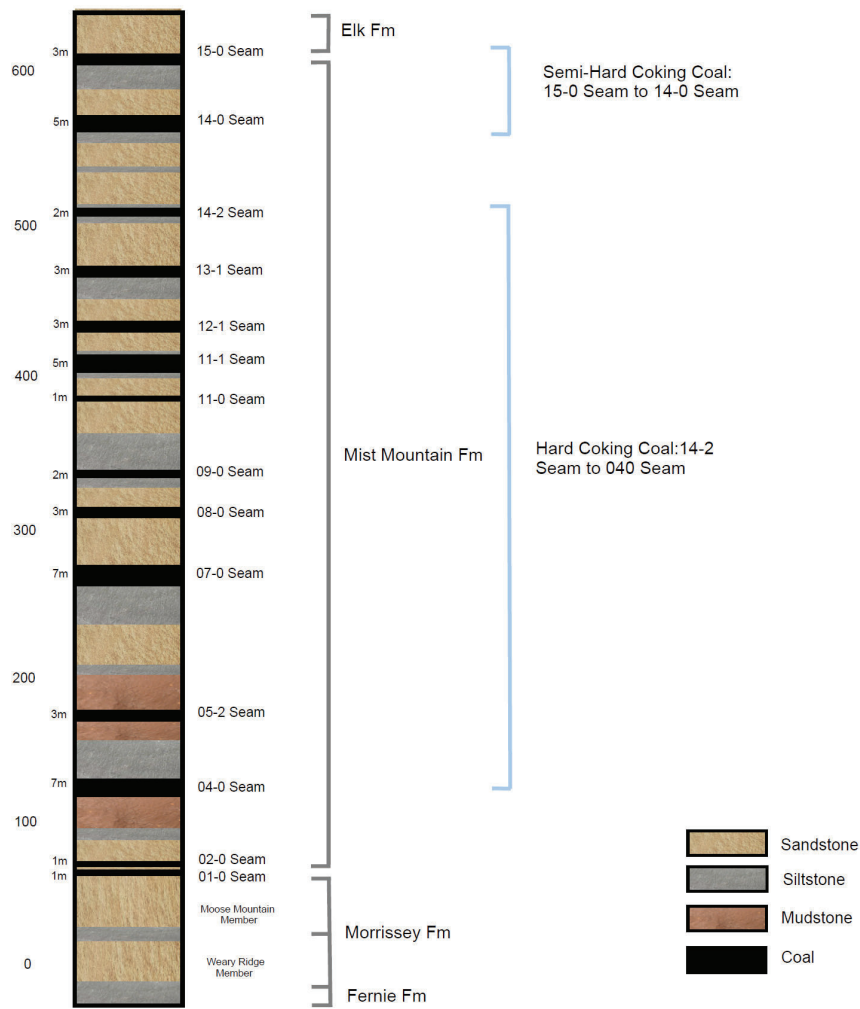 Elk Fm
3m
15-0 Seam
600
Semi-Hard Coking Coal:
15-0 Seam to 14-0 Seam
5m
14-0 Seam
2m
14-2 Seam
500
3m
13-1 Seam
3m
12-1 Seam
5m
11-1 Seam
400
1m
11-0 Seam
Mist Mountain Fm
Hard Coking Coal:14-2
Seam to 040 Seam
2m
09-0 Seam
3m
08-0 Seam
300
7m
07-0 Seam
200
3m
05-2 Seam
7m
04-0 Seam
100
1m
02-0 Seam
1m
01-0 Seam
Moose Mountain
Member
Morrissey Fm
0
Weary Ridge
Member
Fernie Fm
Sandstone
Siltstone
Mudstone
Coal